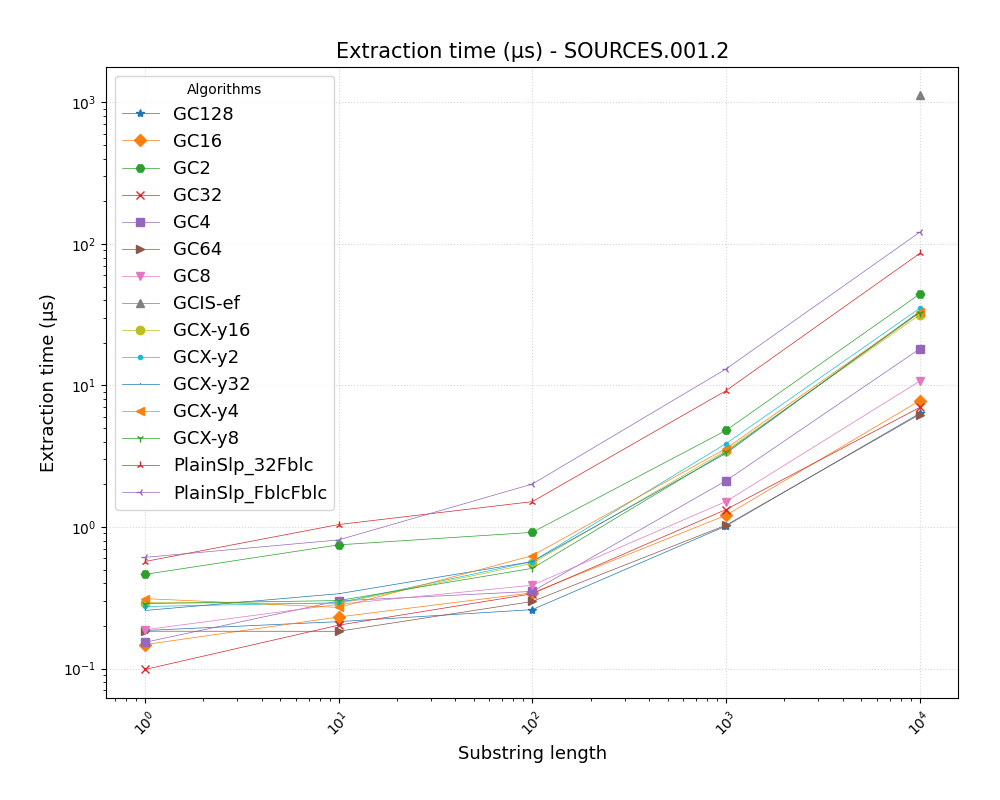 Extraction time (μs) - SOURCES.001.2
Algorithms
GC128
GC16
GC2
GC32
GC4
GC64
GC8
GCIS-ef
GCX-y16
GCX-y2
GCX-y32
GCX-y4
GCX-y8
PlainSlp_32Fblc
PlainSlp_FblcFblc
Extraction time (μs)
10³
10²
10¹
10⁰
10⁻¹
10⁰ 10¹ 10² 10³ 10⁴
Substring length